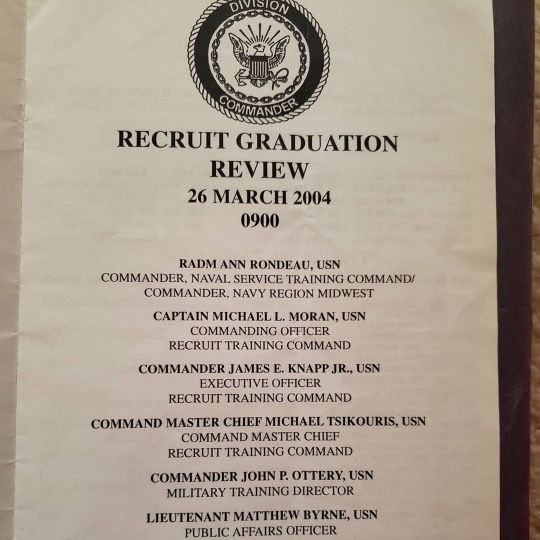 DIVISION
COMMANDER
RECRUIT GRADUATION
REVIEW
26 MARCH 2004
0900
RADM ANN RONDEAU, USN
COMMANDER, NAVAL SERVICE TRAINING COMMAND/
COMMANDER, NAVY REGION MIDWEST
CAPTAIN MICHAEL L. MORAN, USN
COMMANDING OFFICER
RECRUIT TRAINING COMMAND
COMMANDER JAMES E. KNAPP JR., USN
EXECUTIVE OFFICER
RECRUIT TRAINING COMMAND
COMMAND MASTER CHIEF MICHAEL TSIKOURIS, USN
COMMAND MASTER CHIEF
RECRUIT TRAINING COMMAND
COMMANDER JOHN P. OTTERY, USN
MILITARY TRAINING DIRECTOR
LIEUTENANT MATTHEW BYRNE, USN
PUBLIC AFFAIRS OFFICER